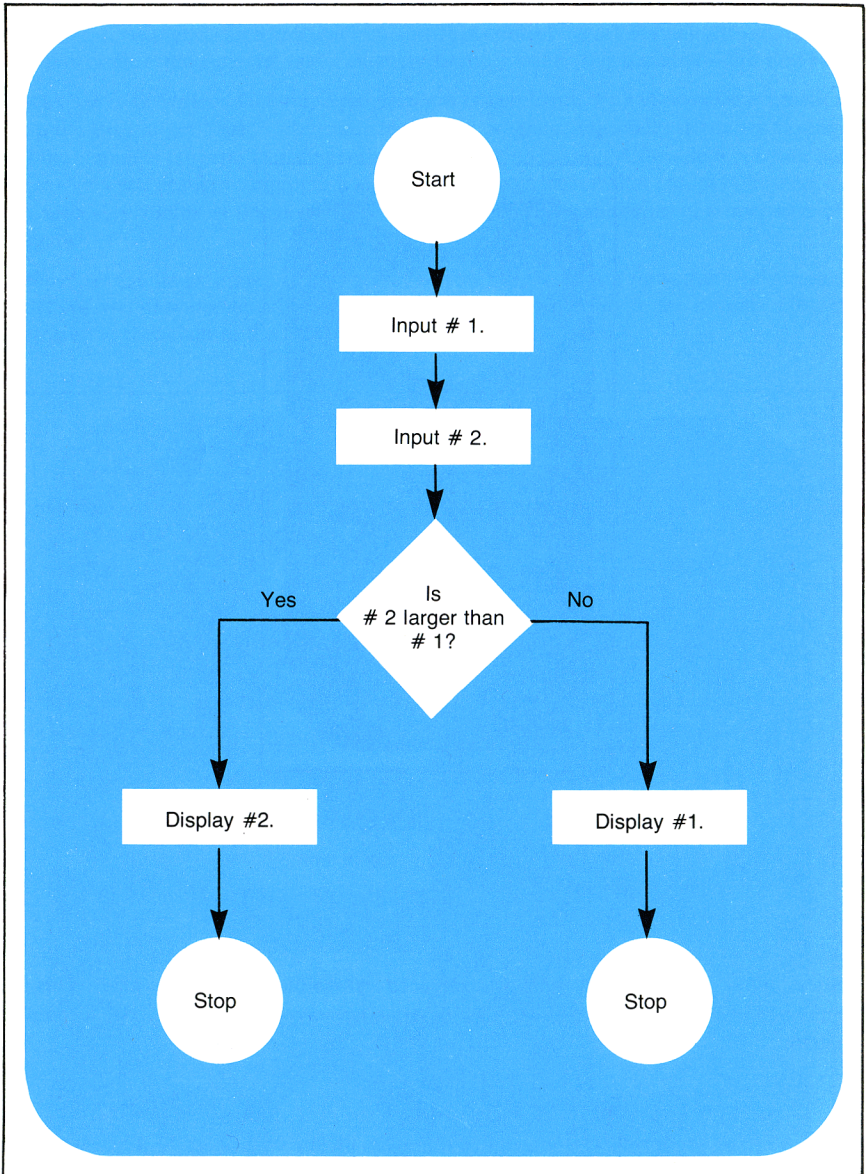 Start
Input # 1.
Input # 2.
Is
# 2 larger than
# 1?
Yes
No
Display #2.
Display #1.
Stop
Stop